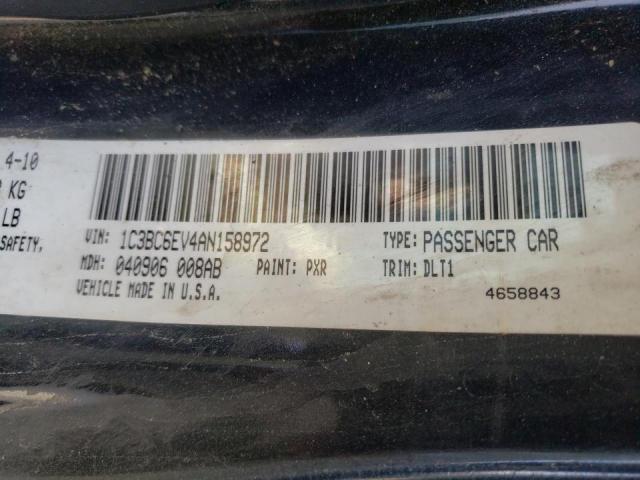 4-10
KG
LB
SAFETY,
VIN: 1C3BC6EV4AN158972 TYPE: PASSENGER CAR
MDH: 040906 008AB PAINT: PXR TRIM: DLT1
VEHICLE MADE IN U.S.A.
4658843